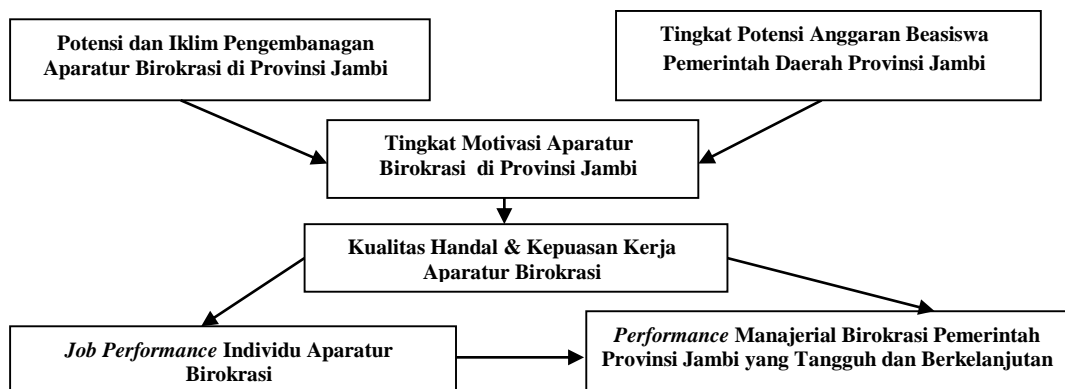 Potensi dan Iklim Pengembanagan
Aparatur Birokrasi di Provinsi Jambi
Tingkat Potensi Anggaran Beasiswa
Pemerintah Daerah Provinsi Jambi
Tingkat Motivasi Aparatur
Birokrasi di Provinsi Jambi
Kualitas Handal & Kepuasan Kerja
Aparatur Birokrasi
Job Performance Individu Aparatur
Birokrasi
Performance Manajerial Birokrasi Pemerintah
Provinsi Jambi yang Tangguh dan Berkelanjutan